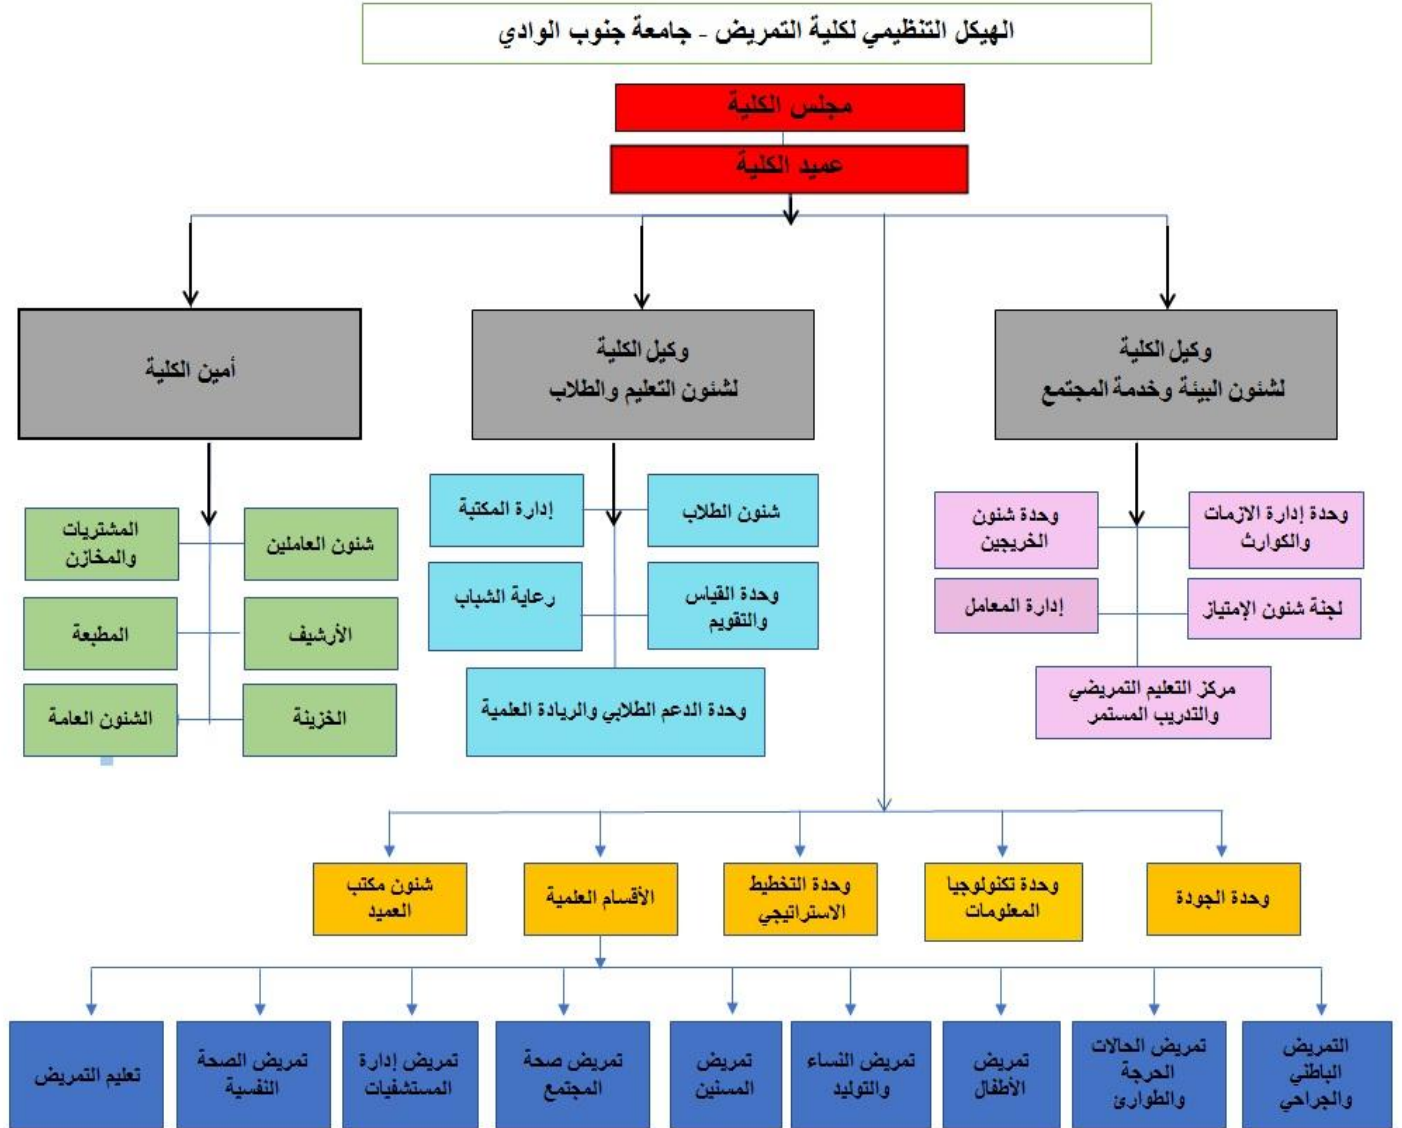 الهيكل التنظيمي لكلية التمريض - جامعة جنوب الوادي
مجلس الكلية
عميد الكلية
وكيل الكلية
لشئون البيئة وخدمة المجتمع
وكيل الكلية
لشئون التعليم والطلاب
أمين الكلية
وحدة إدارة الازمات
والكوارث
وحدة شئون
الخريجين
لجنة شئون الإمتياز
إدارة المعامل
مركز التعليم التمريضي
والتدريب المستمر
شئون الطلاب
إدارة المكتبة
وحدة القياس
والتقويم
رعاية الشباب
وحدة الدعم الطلابي والريادة العلمية
شئون العاملين
المشتريات
والمخازن
الأرشيف
المطبعة
الخزينة
الشئون العامة
وحدة الجودة
وحدة تكنولوجيا
المعلومات
وحدة التخطيط
الاستراتيجي
الأقسام العلمية
شئون مكتب
العميد
التمريض
الباطني
والجراحي
تمريض الحالات
الحرجة
والطوارئ
تمريض
الأطفال
تمريض النساء
والتوليد
تمريض
المسنين
تمريض صحة
المجتمع
تمريض إدارة
المستشفيات
تمريض الصحة
النفسية
تعليم التمريض